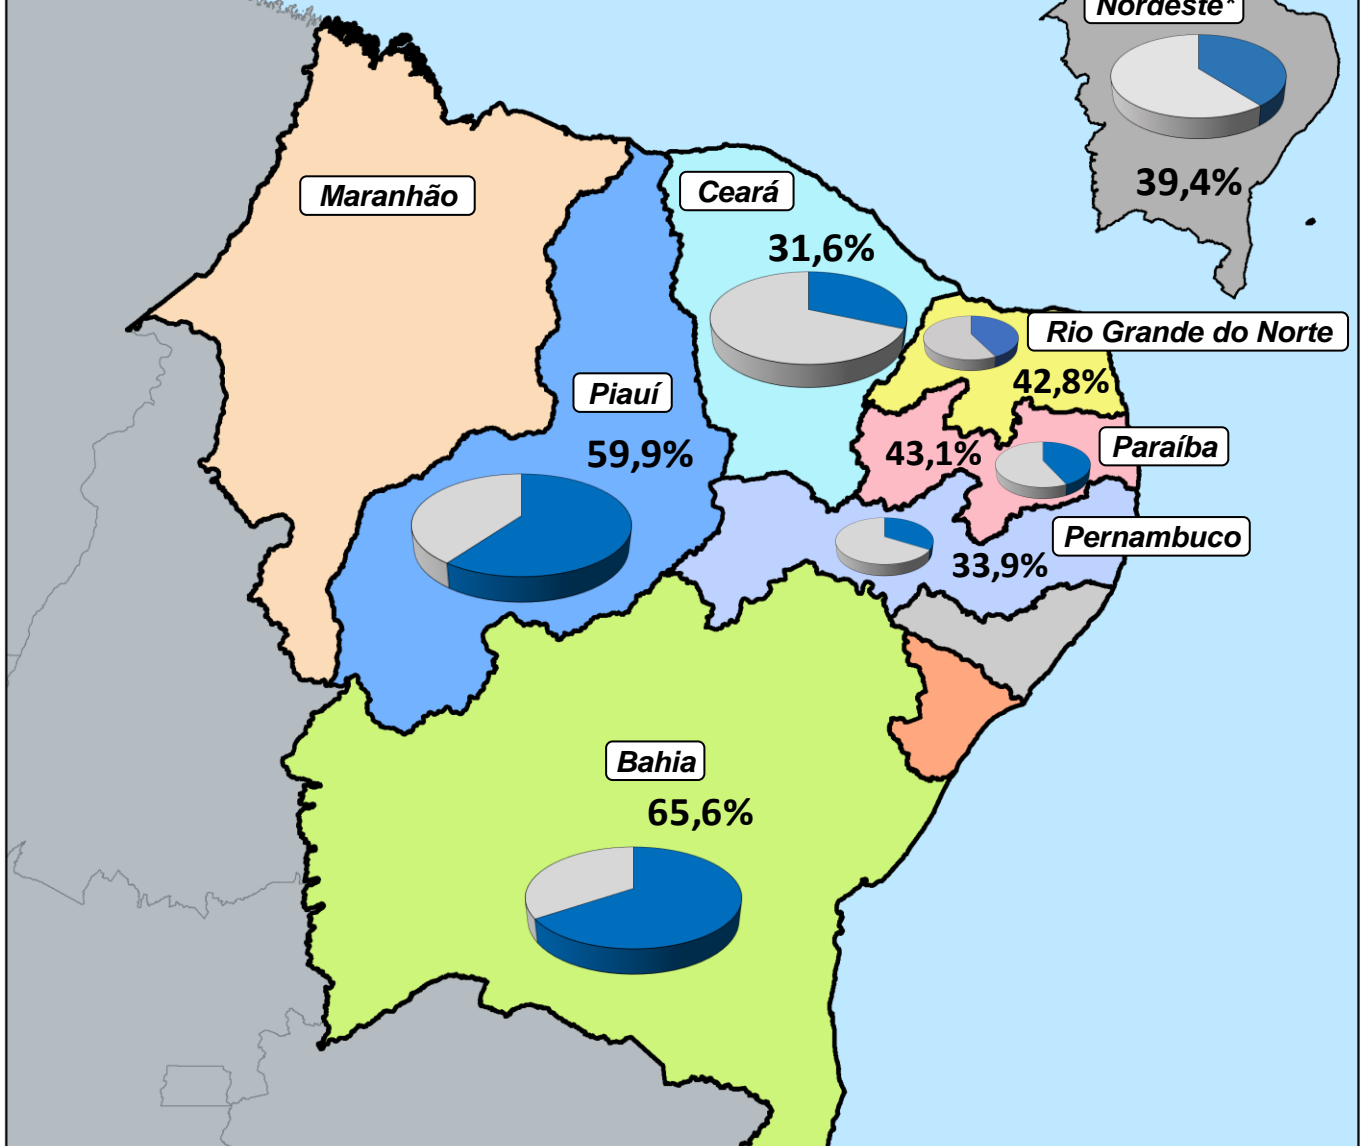 Nordeste*
39,4%
Maranhão
Ceará
31,6%
Rio Grande do Norte
42,8%
Piauí
59,9%
Paraíba
43,1%
Pernambuco
33,9%
Bahia
65,6%